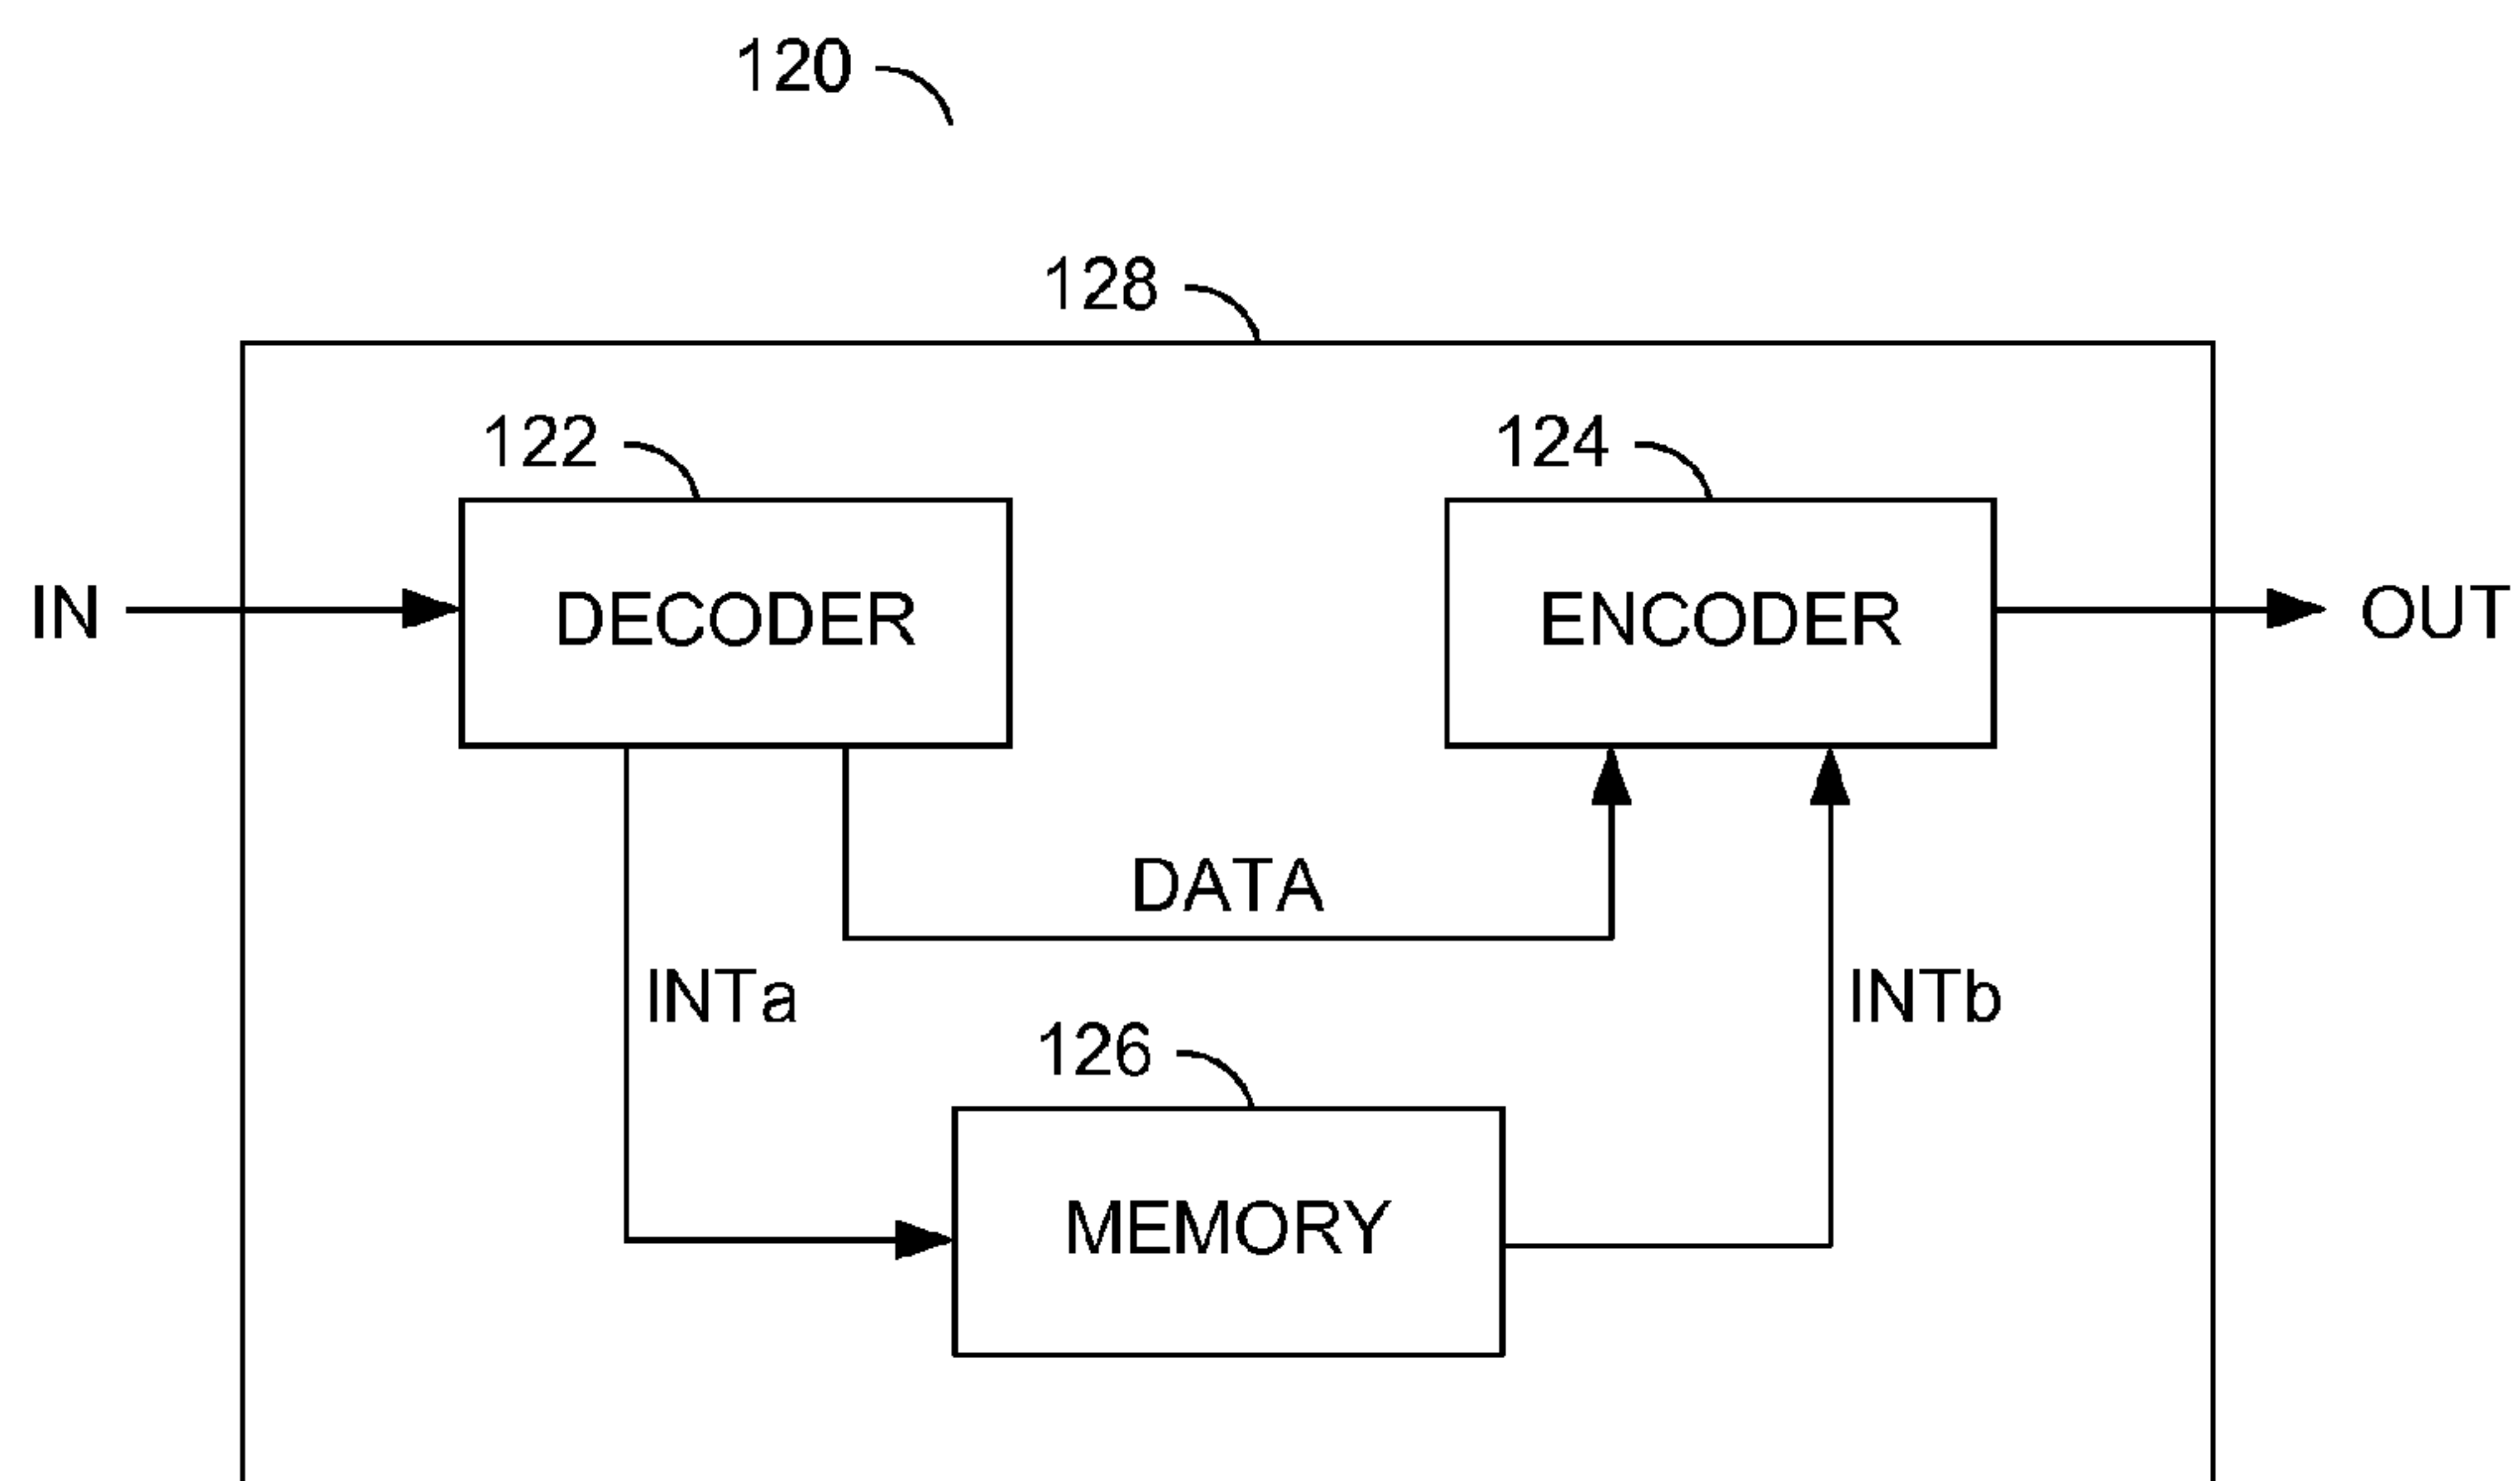 120
128
122
124
IN
DECODER
ENCODER
OUT
DATA
INTa
INTb
126
MEMORY